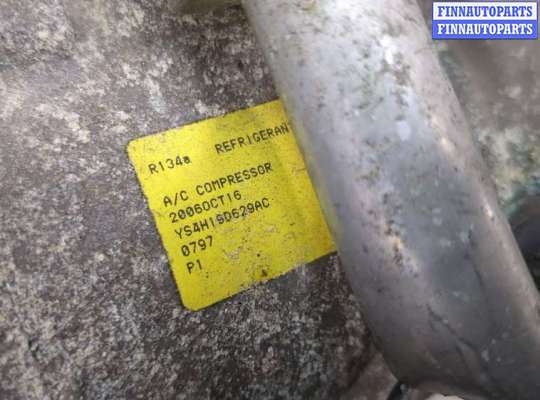 FINNAUTOPARTS
FINNAUTOPARTS
R134a REFRIGERANT
A/C COMPRESSOR
2006OCT16
YS4H19D629AC
0797
P1